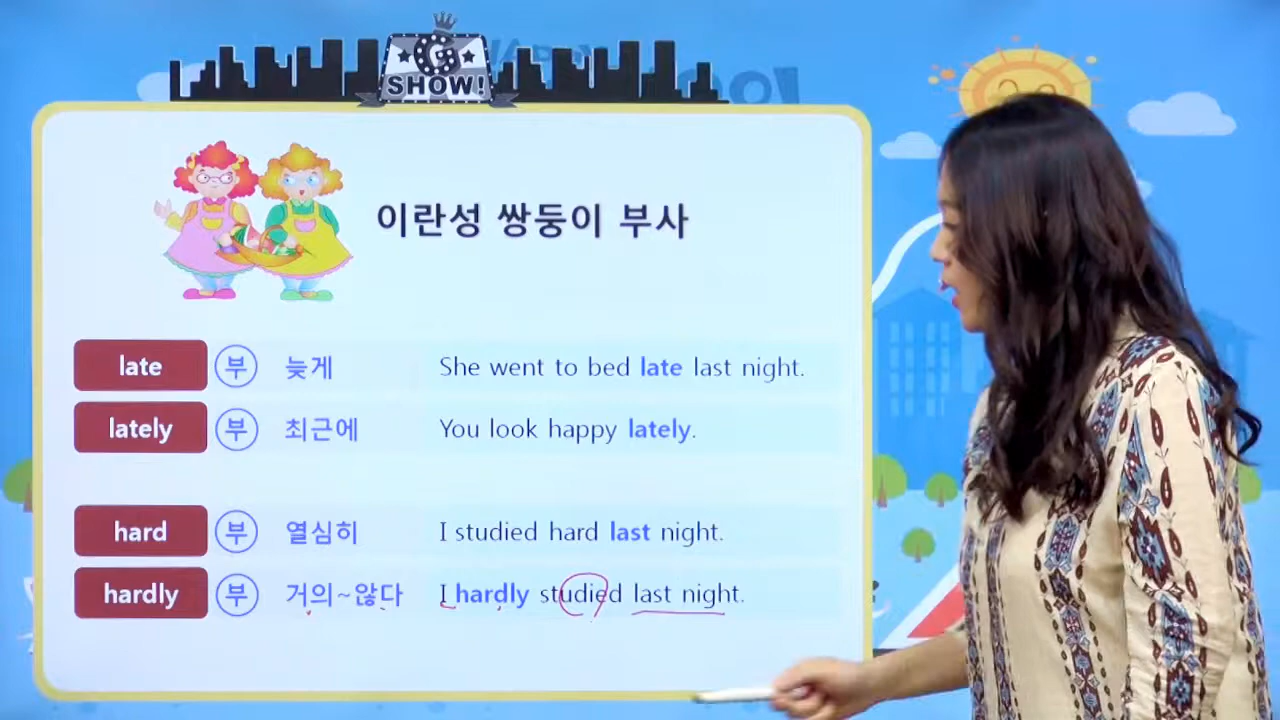 G
SHOW!
이란성 쌍둥이 부사
late 부 늦게 She went to bed late last night.
lately 부 최근에 You look happy lately.
hard 부 열심히 I studied hard last night.
hardly 부 거의~않다 I hardly studied last night.